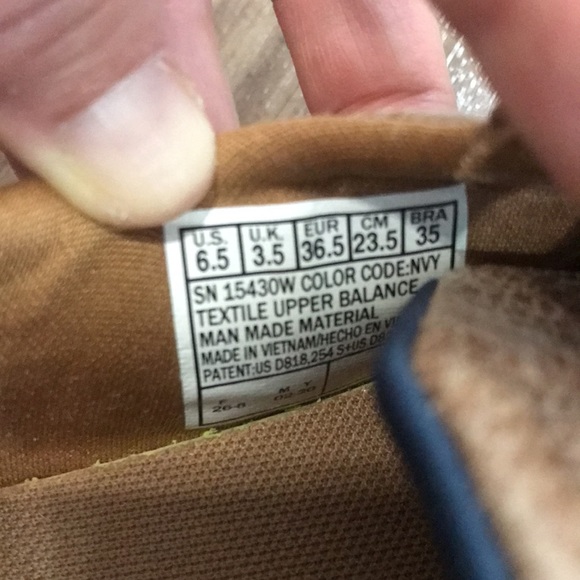 U.S. U.K. EUR CM BRA
6.5 3.5 36.5 23.5 35
SN 15430W COLOR CODE:NVY
TEXTILE UPPER BALANCE
MAN MADE MATERIAL
MADE IN VIETNAM/HECHO EN
PATENT:US D818,254 S+US
F M Y